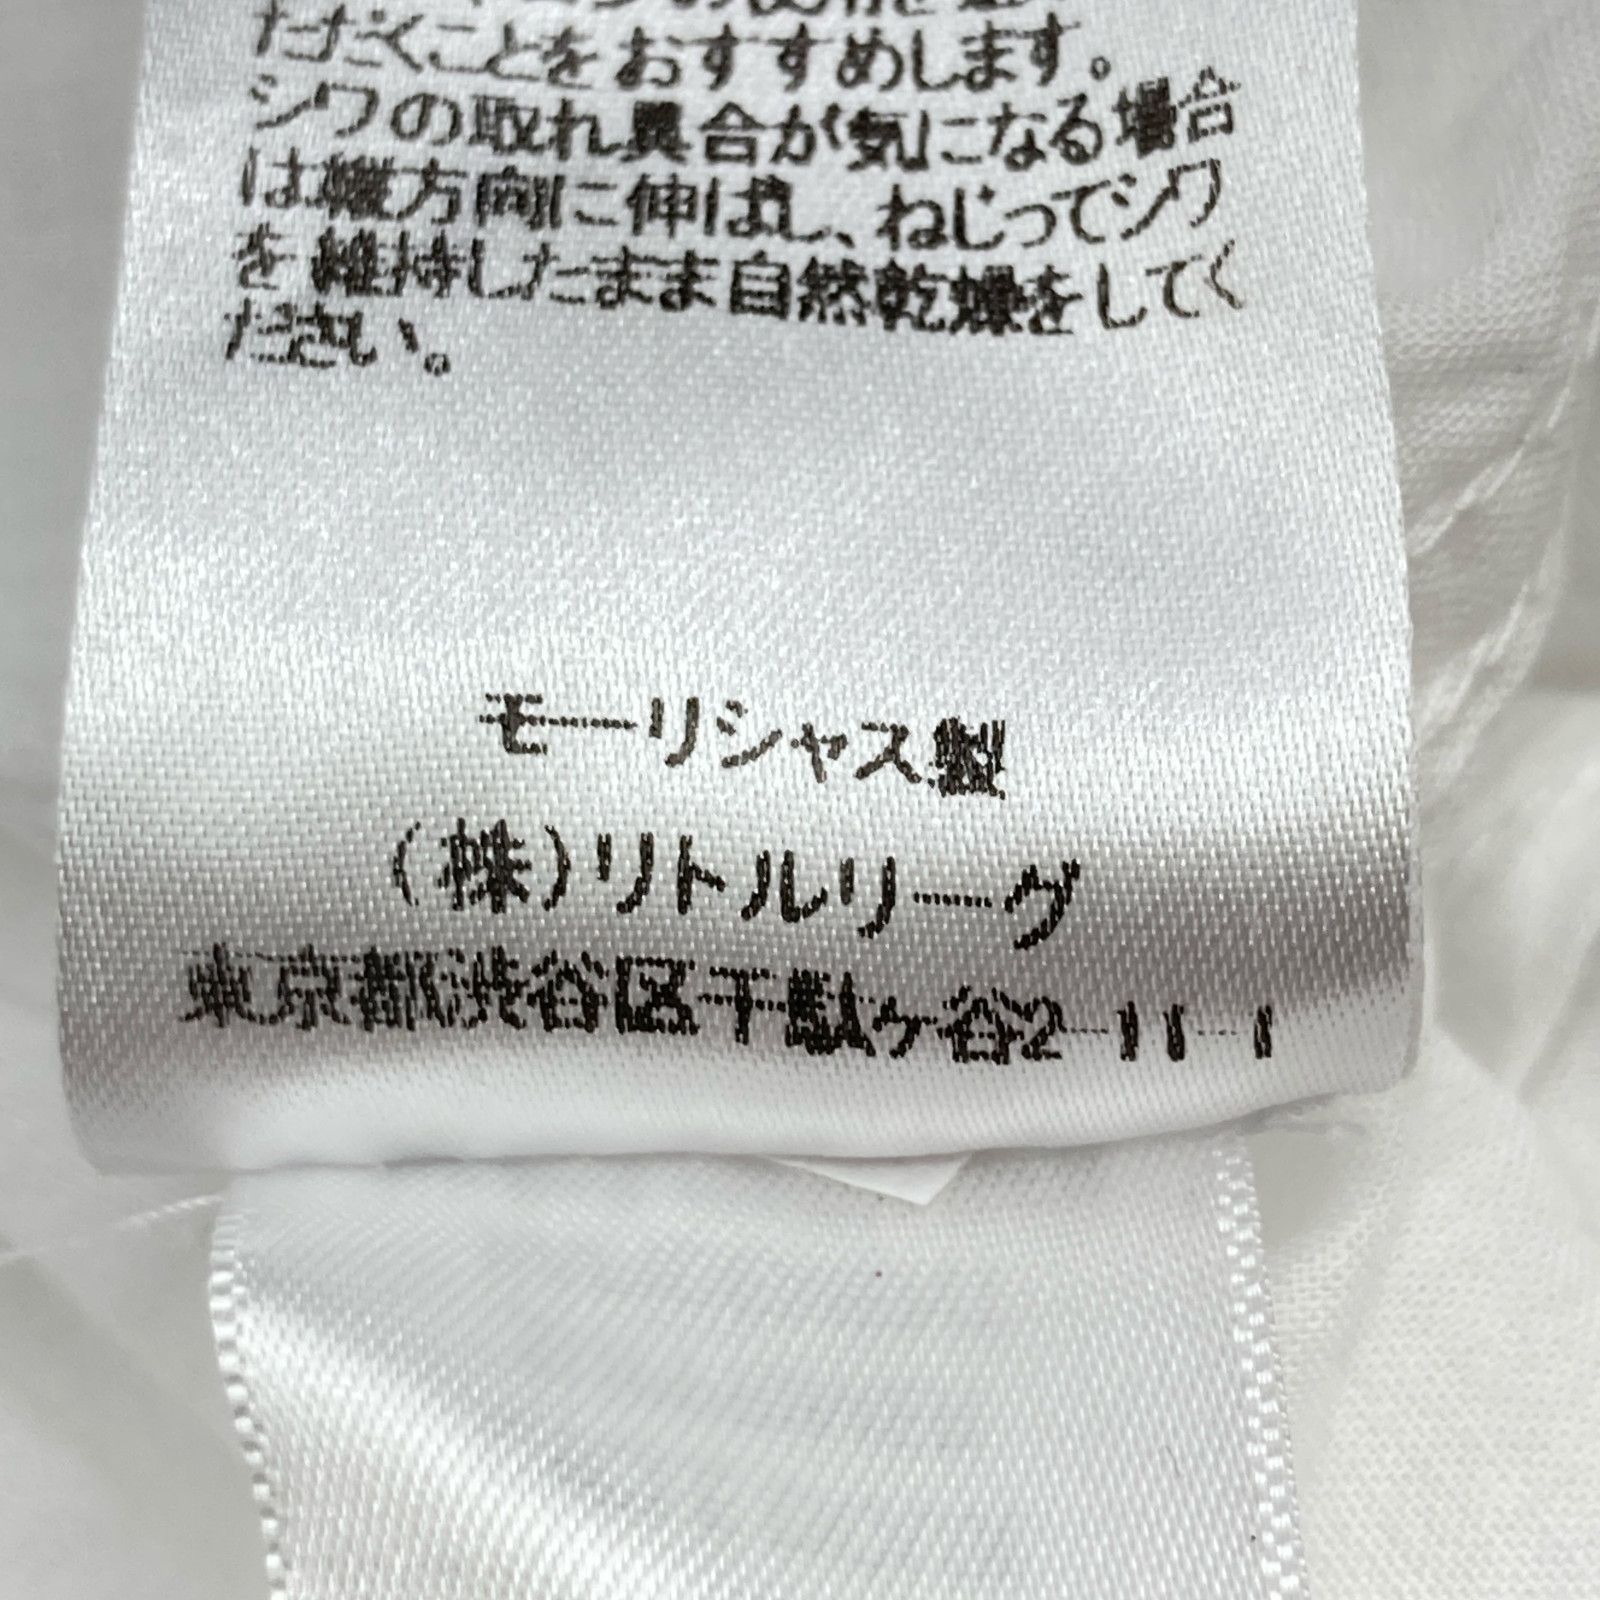 ただくことをおすすめします。
シワの取れ具合が気になる場合
は縦方向に伸ばし、ねじってシワ
を維持したまま自然乾燥をしてく
ださい。
モーリシャス製
(株)リトルリーグ
東京都渋谷区千駄ヶ谷2-11-1